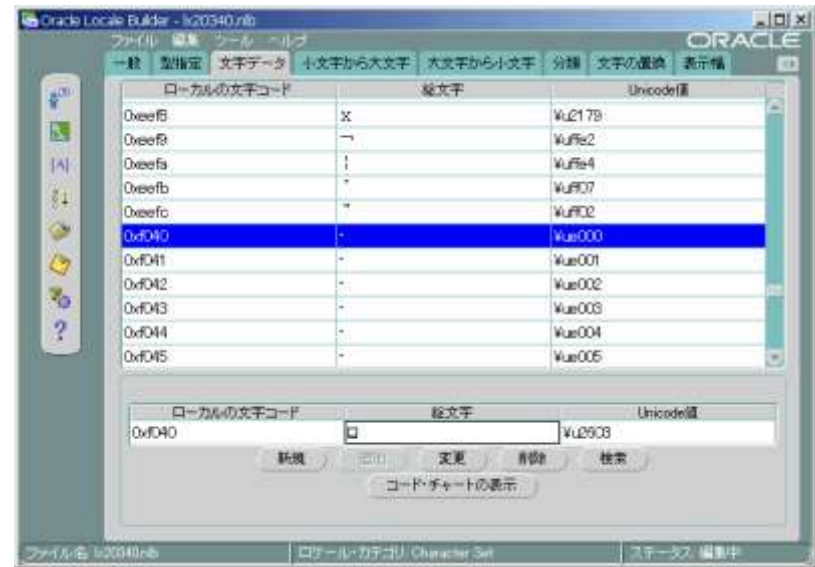 Oracle Locale Builder - lx20340.nlb
ファイル 編集 ツール ヘルプ
ORACLE
一般 型指定 文字データ 小文字から大文字 大文字から小文字 分類 文字の置換 表示幅
ローカルの文字コード 絵文字 Unicode値
0xeef8 x ¥u2179
0xeef9 ¬ ¥uffe2
0xeefa ¦ ¥uffe4
0xeefb ' ¥uff07
0xeefc " ¥uff02
0xf040 - ¥ue000
0xf041 - ¥ue001
0xf042 - ¥ue002
0xf043 - ¥ue003
0xf044 - ¥ue004
0xf045 - ¥ue005
ローカルの文字コード 絵文字 Unicode値
0xf040 □ ¥u2603
新規 追加 変更 削除 検索
コード・チャートの表示
ファイル名 lx20340.nlb ロケール・カテゴリ Character Set ステータス 編集中